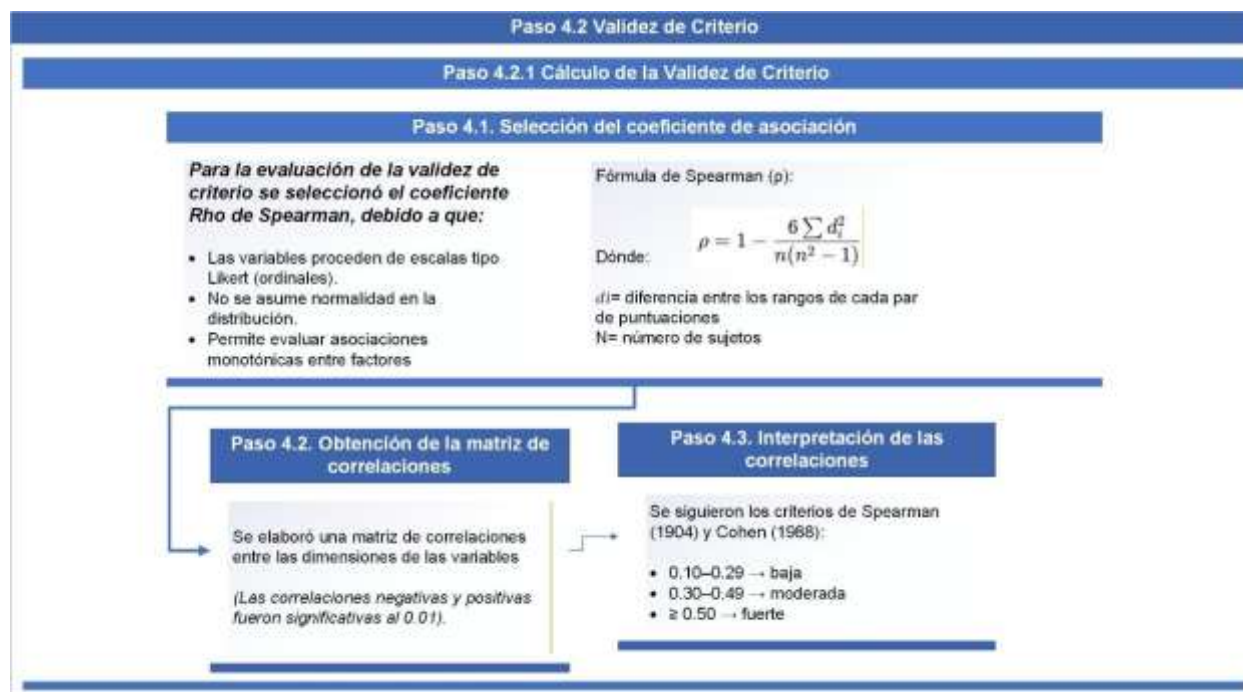 Paso 4.2 Validez de Criterio
Paso 4.2.1 Cálculo de la Validez de Criterio
Paso 4.1. Selección del coeficiente de asociación
Para la evaluación de la validez de
criterio se seleccionó el coeficiente
Rho de Spearman, debido a que:
• Las variables proceden de escalas tipo
Likert (ordinales).
• No se asume normalidad en la
distribución.
• Permite evaluar asociaciones
monotónicas entre factores
Fórmula de Spearman (ρ):
ρ = 1 − 6 ∑ d_i^2 / n(n^2 − 1)
Dónde:
di= diferencia entre los rangos de cada par
de puntuaciones
N= número de sujetos
Paso 4.2. Obtención de la matriz de
correlaciones
Se elaboró una matriz de correlaciones
entre las dimensiones de las variables
(Las correlaciones negativas y positivas
fueron significativas al 0.01).
Paso 4.3. Interpretación de las
correlaciones
Se siguieron los criterios de Spearman
(1904) y Cohen (1968):
• 0.10–0.29 → baja
• 0.30–0.49 → moderada
• ≥ 0.50 → fuerte